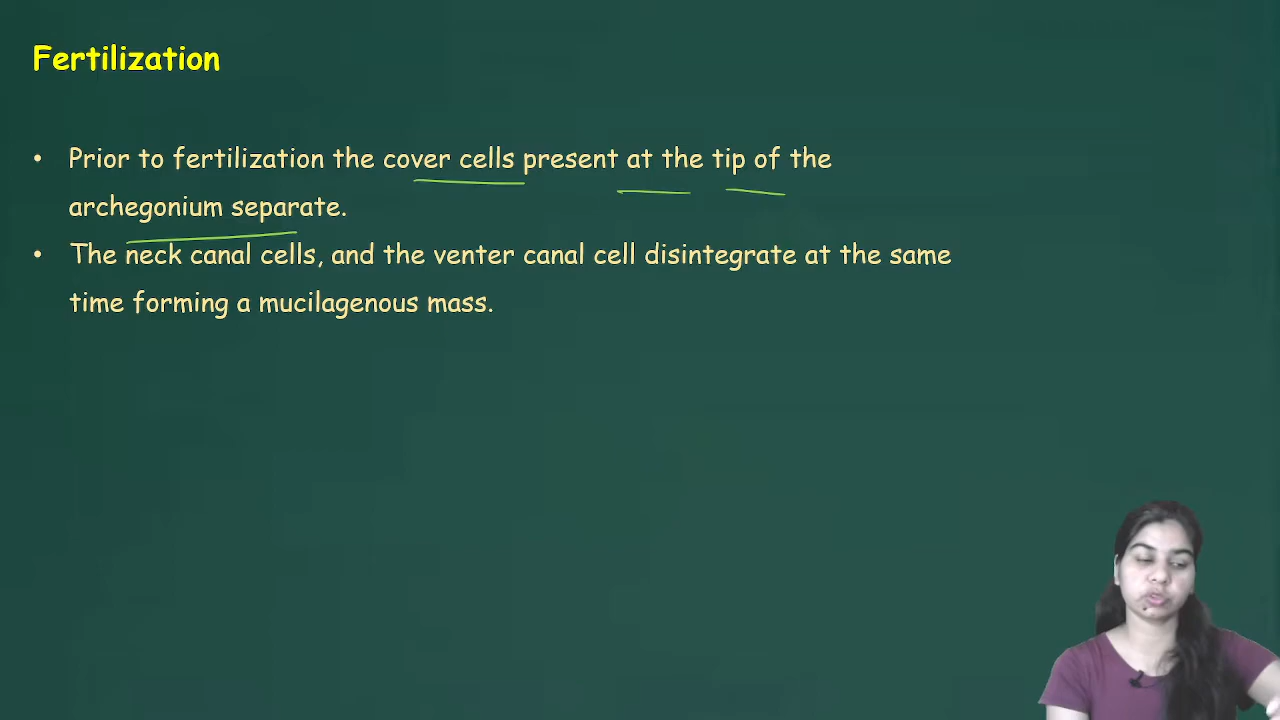 Fertilization
• Prior to fertilization the cover cells present at the tip of the
archegonium separate.
• The neck canal cells, and the venter canal cell disintegrate at the same
time forming a mucilagenous mass.